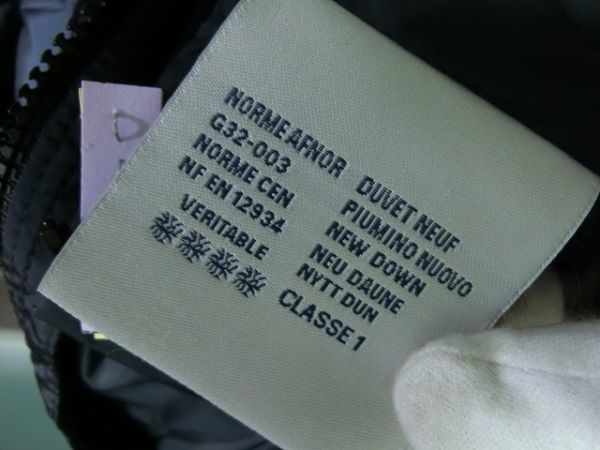 NORME AFNOR
G32-003
NORME CEN
NF EN 12934
VERITABLE
DUVET NEUF
PIUMINO NUOVO
NEW DOWN
NEU DAUNE
NYTT DUN
CLASSE 1